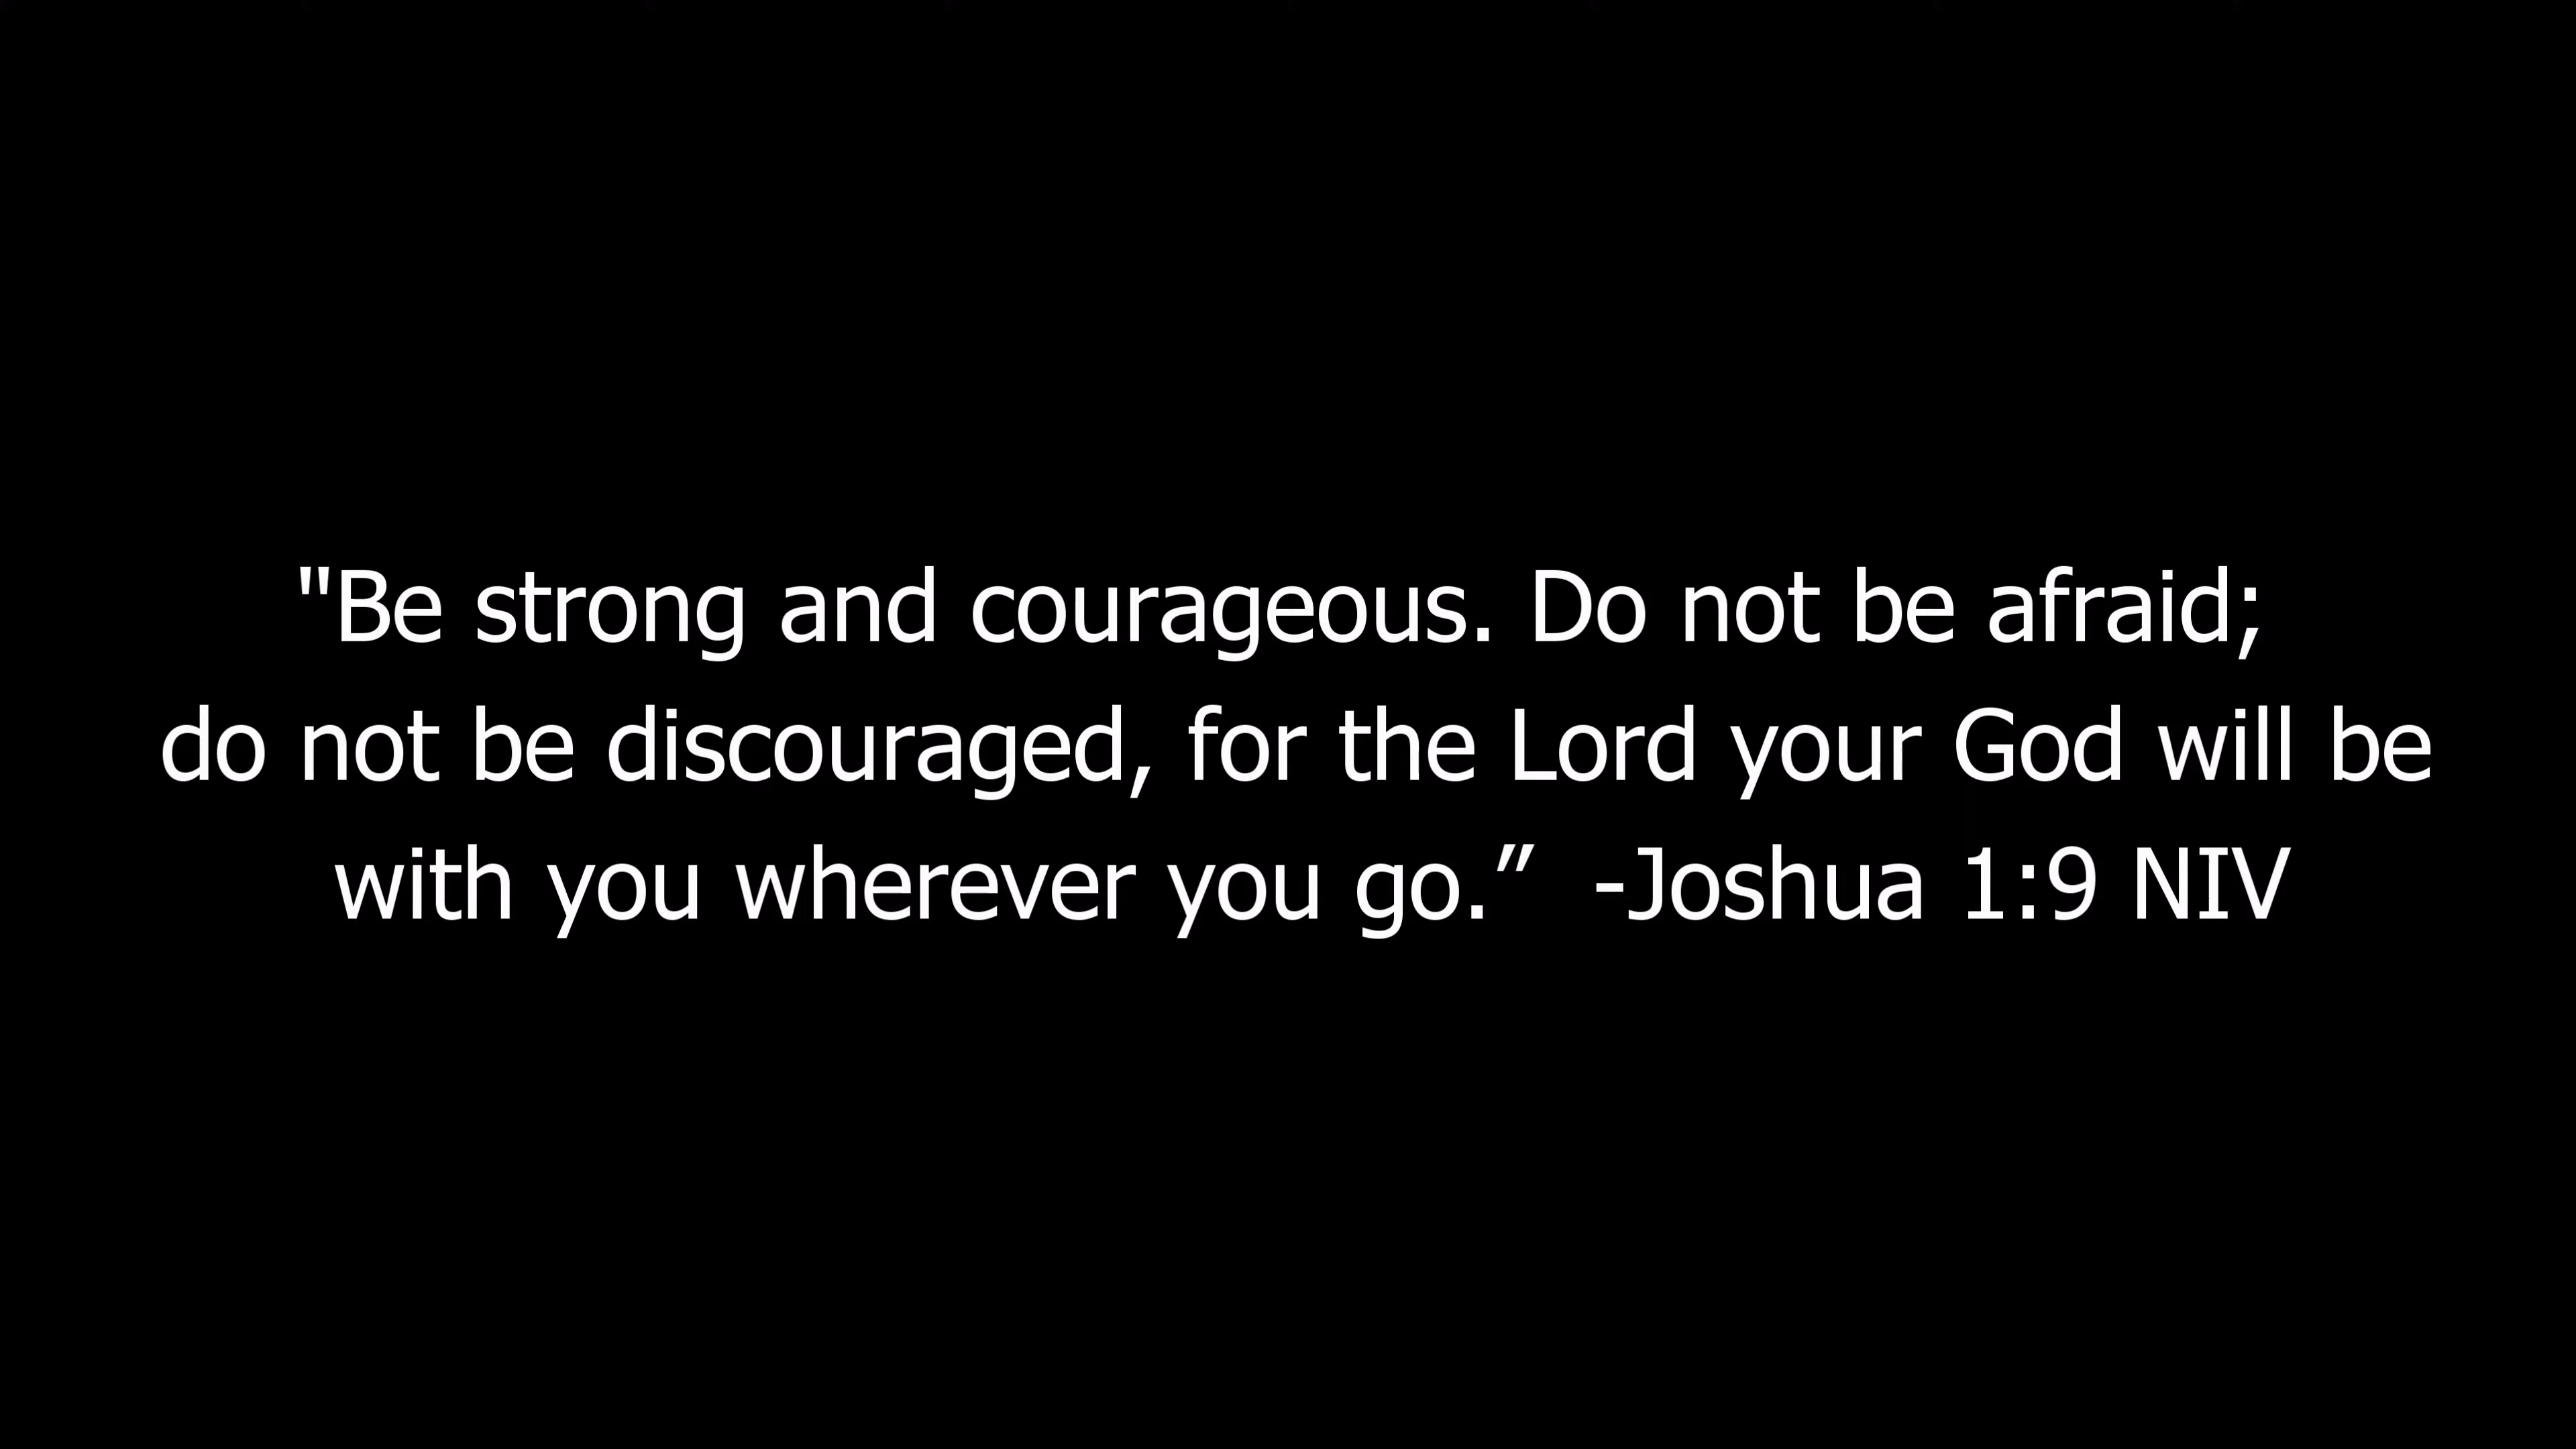 "Be strong and courageous. Do not be afraid;
do not be discouraged, for the Lord your God will be
with you wherever you go.”  -Joshua 1:9 NIV